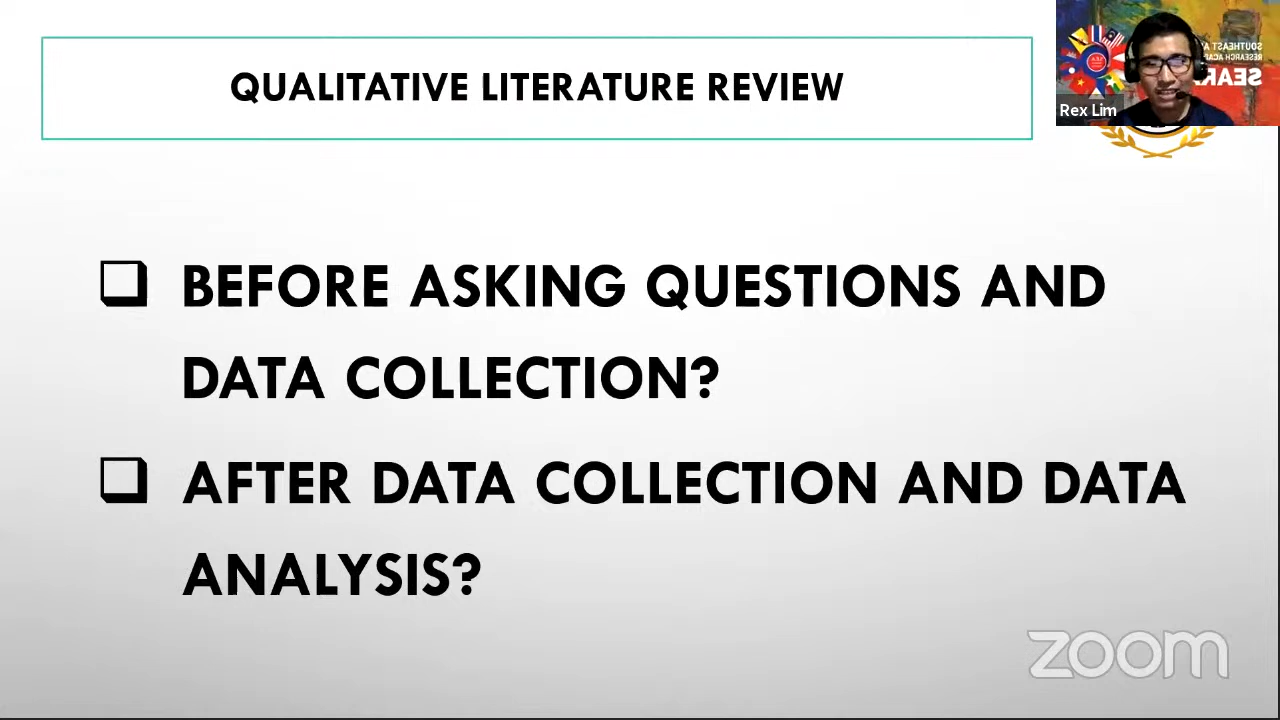 QUALITATIVE LITERATURE REVIEW
Rex Lim
BEFORE ASKING QUESTIONS AND
DATA COLLECTION?
AFTER DATA COLLECTION AND DATA
ANALYSIS?
zoom